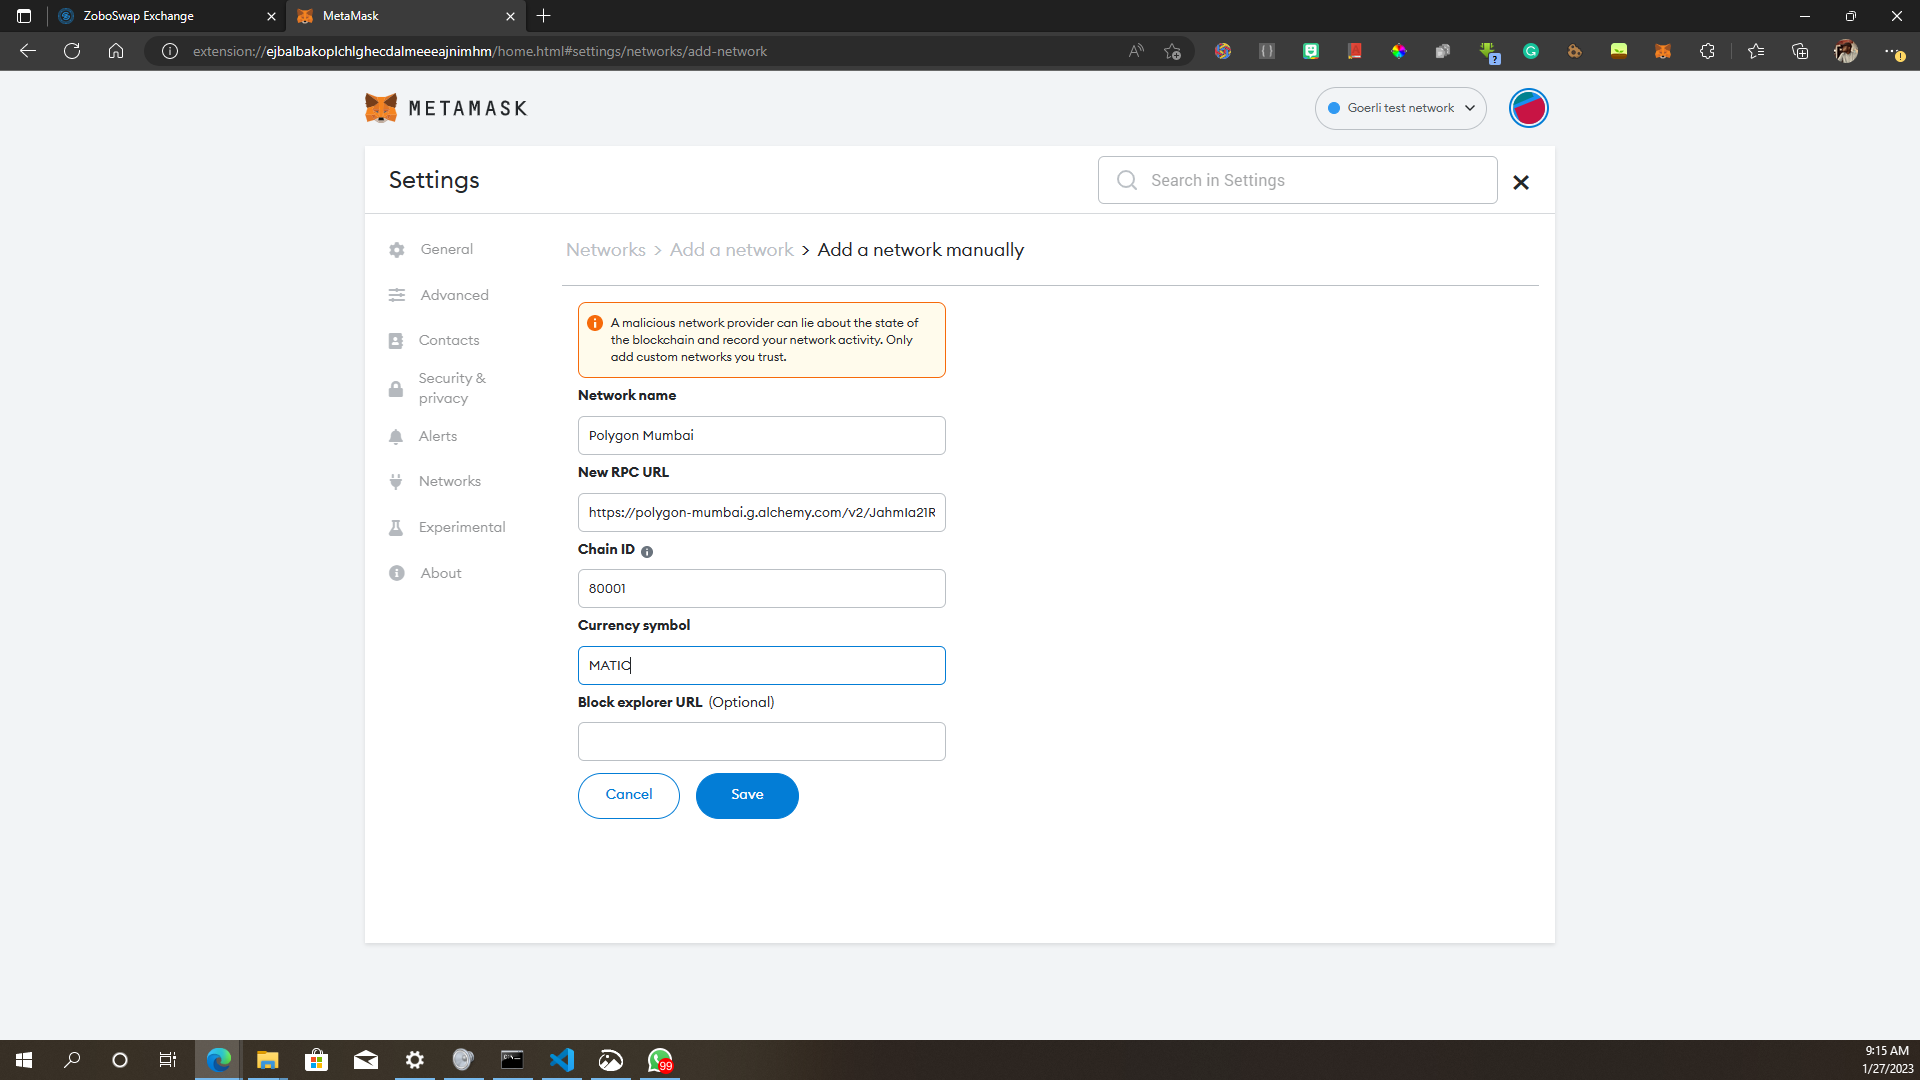 ZoboSwap Exchange
MetaMask
extension://ejbalbakoplchlghecdalmeeeajnimhm/home.html#settings/networks/add-network
METAMASK
Goerli test network
Settings
Search in Settings
General
Advanced
Contacts
Security &
privacy
Alerts
Networks
Experimental
About
Networks > Add a network > Add a network manually
A malicious network provider can lie about the state of
the blockchain and record your network activity. Only
add custom networks you trust.
Network name
Polygon Mumbai
New RPC URL
https://polygon-mumbai.g.alchemy.com/v2/JahmIa21R
Chain ID
80001
Currency symbol
MATIC
Block explorer URL (Optional)
Cancel
Save
99
9:15 AM
1/27/2023